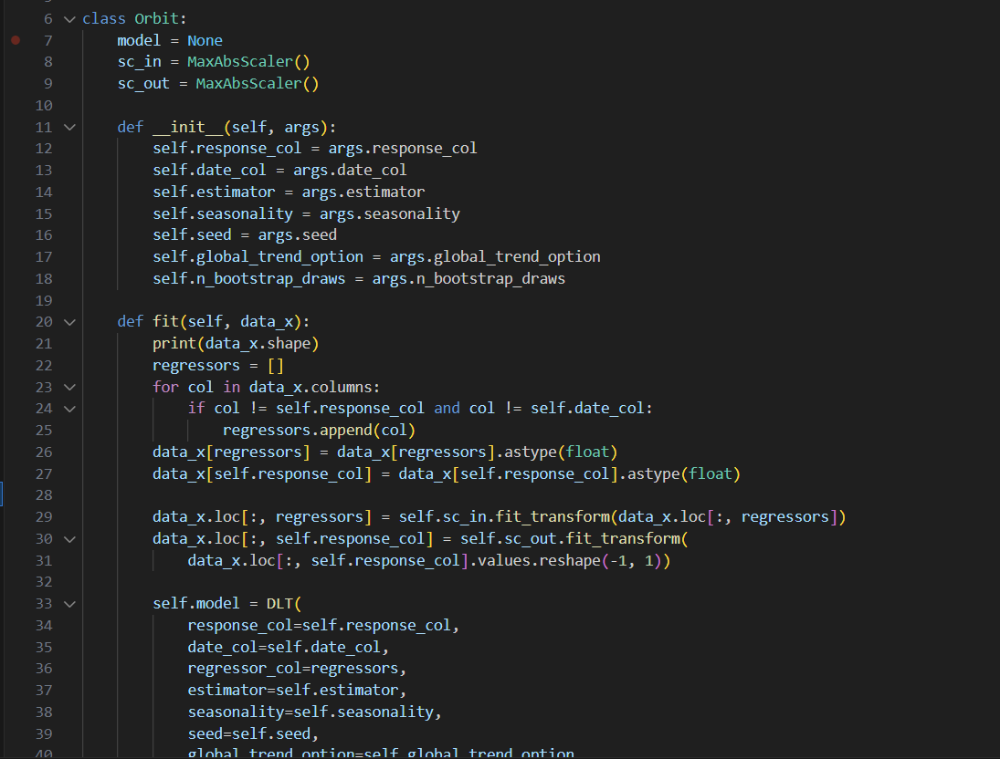 6 class Orbit:
7 model = None
8 sc_in = MaxAbsScaler()
9 sc_out = MaxAbsScaler()
10
11 def __init__(self, args):
12 self.response_col = args.response_col
13 self.date_col = args.date_col
14 self.estimator = args.estimator
15 self.seasonality = args.seasonality
16 self.seed = args.seed
17 self.global_trend_option = args.global_trend_option
18 self.n_bootstrap_draws = args.n_bootstrap_draws
19
20 def fit(self, data_x):
21 print(data_x.shape)
22 regressors = []
23 for col in data_x.columns:
24 if col != self.response_col and col != self.date_col:
25 regressors.append(col)
26 data_x[regressors] = data_x[regressors].astype(float)
27 data_x[self.response_col] = data_x[self.response_col].astype(float)
28
29 data_x.loc[:, regressors] = self.sc_in.fit_transform(data_x.loc[:, regressors])
30 data_x.loc[:, self.response_col] = self.sc_out.fit_transform(
31 data_x.loc[:, self.response_col].values.reshape(-1, 1))
32
33 self.model = DLT(
34 response_col=self.response_col,
35 date_col=self.date_col,
36 regressor_col=regressors,
37 estimator=self.estimator,
38 seasonality=self.seasonality,
39 seed=self.seed,
40 global_trend_option=self.global_trend_option